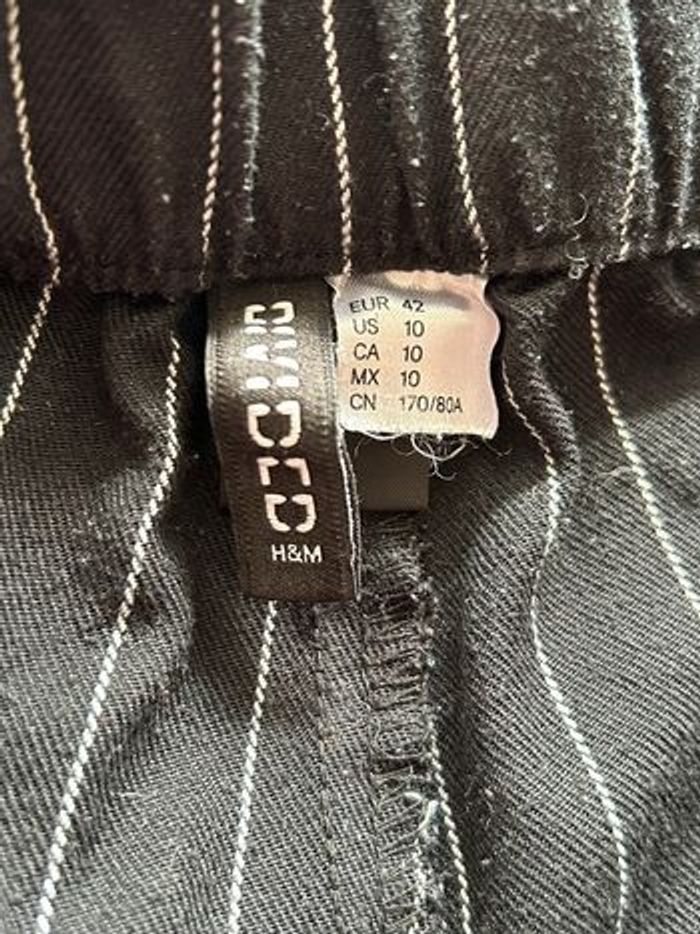 DIVIDED
H&M
EUR 42
US 10
CA 10
MX 10
CN 170/80A